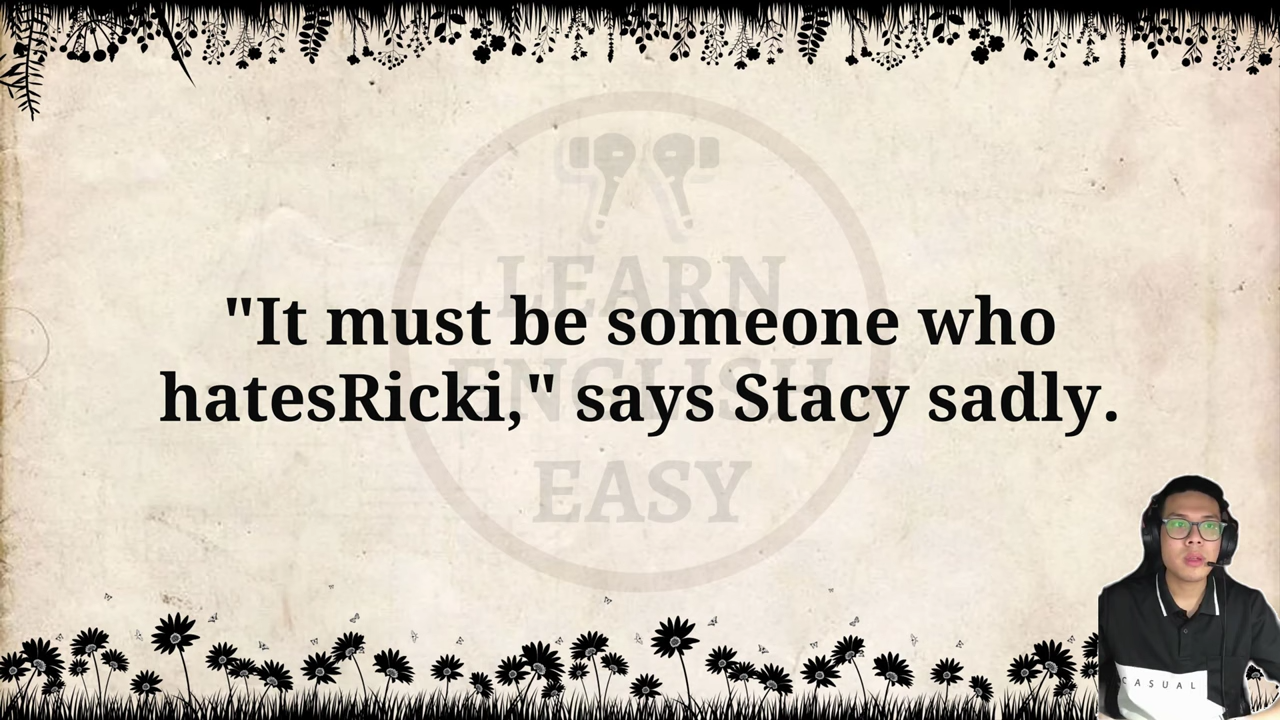 LEARN
ENGLISH
EASY
"It must be someone who
hatesRicki," says Stacy sadly.
CASUAL